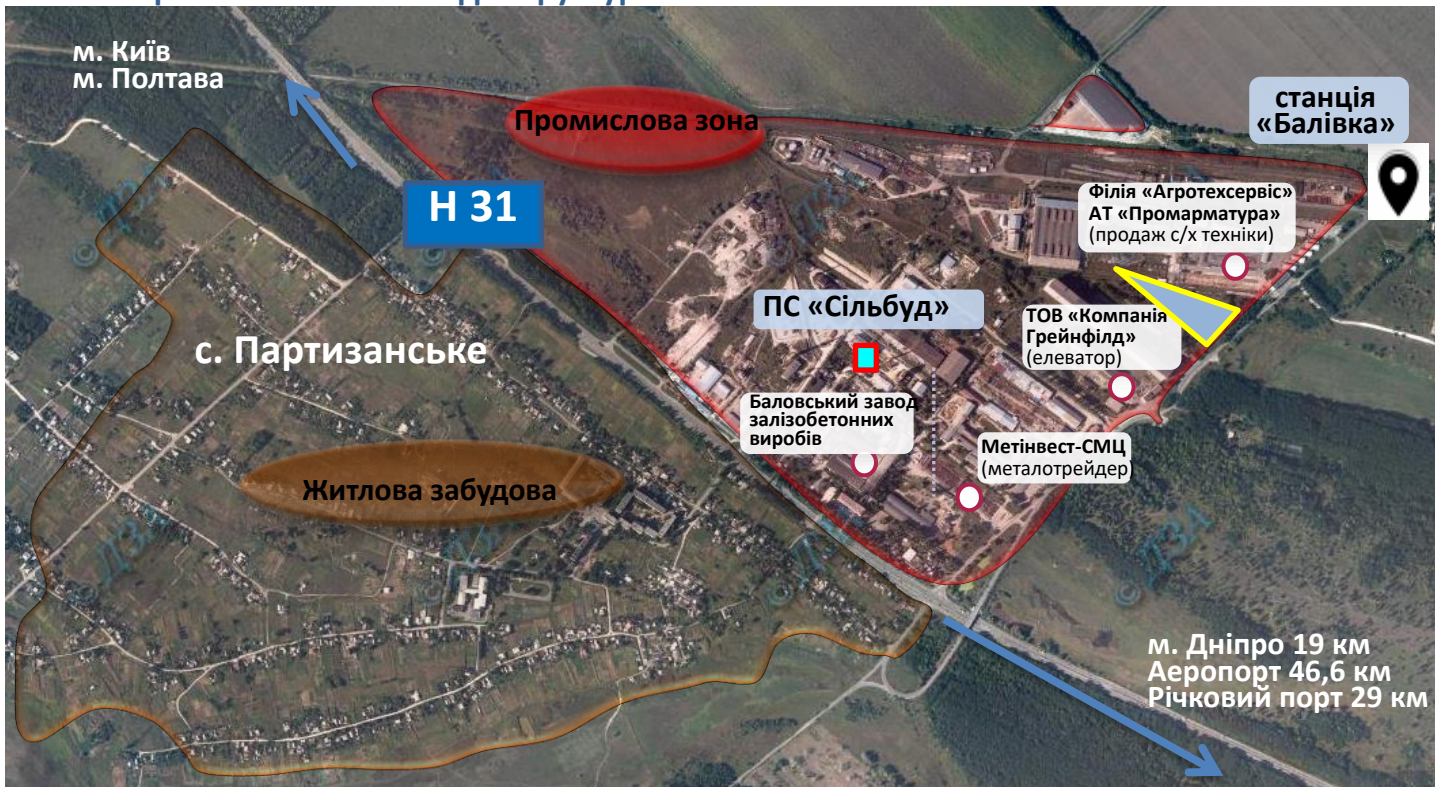 м. Київ
м. Полтава
Промислова зона
станція
«Балівка»
Н 31
Філія «Агротехсервіс»
АТ «Промарматура»
(продаж с/х техніки)
ПС «Сільбуд»
ТОВ «Компанія
Грейнфілд»
(елеватор)
с. Партизанське
Баловський завод
залізобетонних
виробів
Метінвест-СМЦ
(металотрейдер)
Житлова забудова
м. Дніпро 19 км
Аеропорт 46,6 км
Річковий порт 29 км